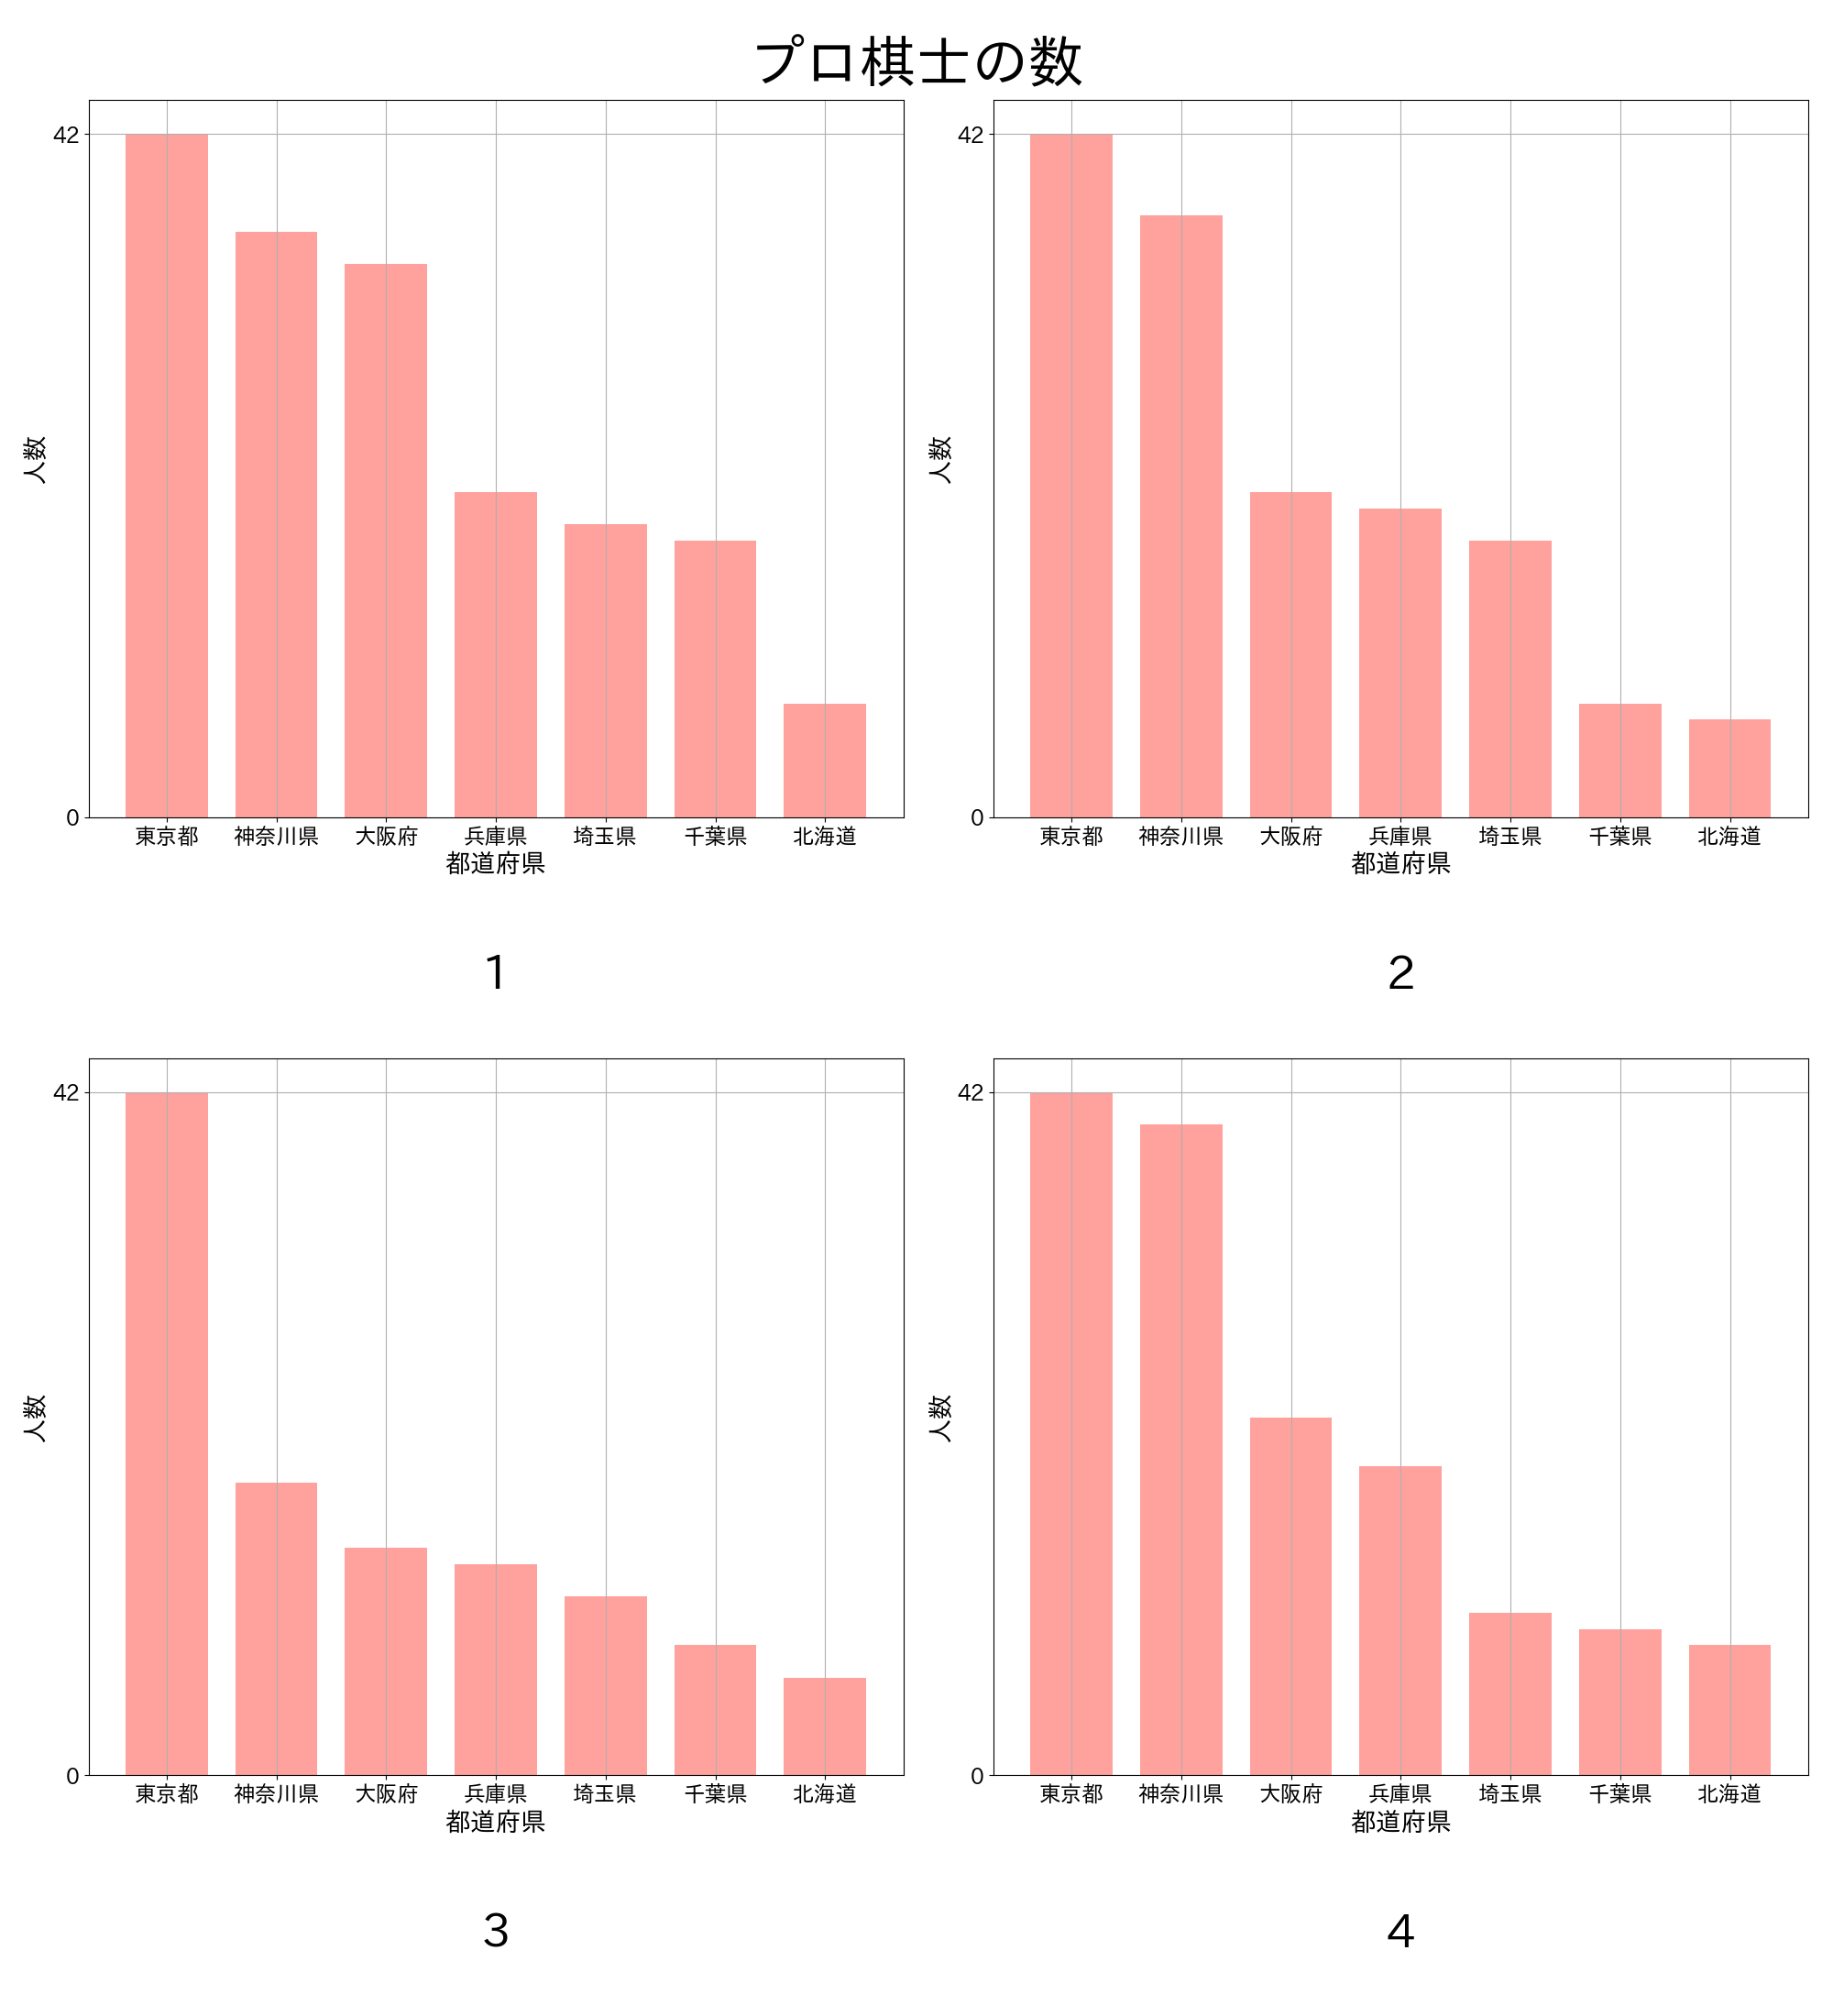 プロ棋士の数
42
人数
0
東京都 神奈川県 大阪府 兵庫県 埼玉県 千葉県 北海道
都道府県
1
42
人数
0
東京都 神奈川県 大阪府 兵庫県 埼玉県 千葉県 北海道
都道府県
2
42
人数
0
東京都 神奈川県 大阪府 兵庫県 埼玉県 千葉県 北海道
都道府県
3
42
人数
0
東京都 神奈川県 大阪府 兵庫県 埼玉県 千葉県 北海道
都道府県
4